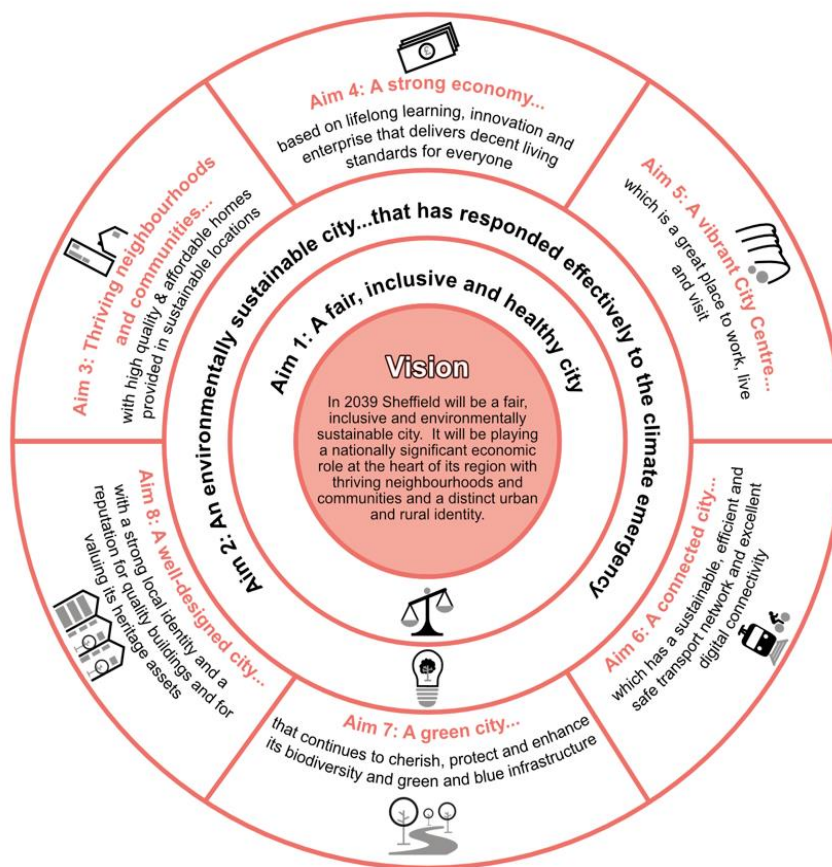 Vision
In 2039 Sheffield will be a fair,
inclusive and environmentally
sustainable city. It will be playing
a nationally significant economic
role at the heart of its region with
thriving neighbourhoods and
communities and a distinct urban
and rural identity.
Aim 1: A fair, inclusive and healthy city
Aim 2: An environmentally sustainable city...that has responded effectively to the climate emergency
Aim 3: Thriving neighbourhoods
and communities...
with high quality & affordable homes
provided in sustainable locations
£
Aim 4: A strong economy...
based on lifelong learning, innovation and
enterprise that delivers decent living
standards for everyone
Aim 5: A vibrant City Centre...
which is a great place to work, live
and visit
Aim 6: A connected city...
which has a sustainable, efficient and
safe transport network and excellent
digital connectivity
Aim 7: A green city...
that continues to cherish, protect and enhance
its biodiversity and green and blue infrastructure
Aim 8: A well-designed city...
with a strong local identity and a
reputation for quality buildings and for
valuing its heritage assets